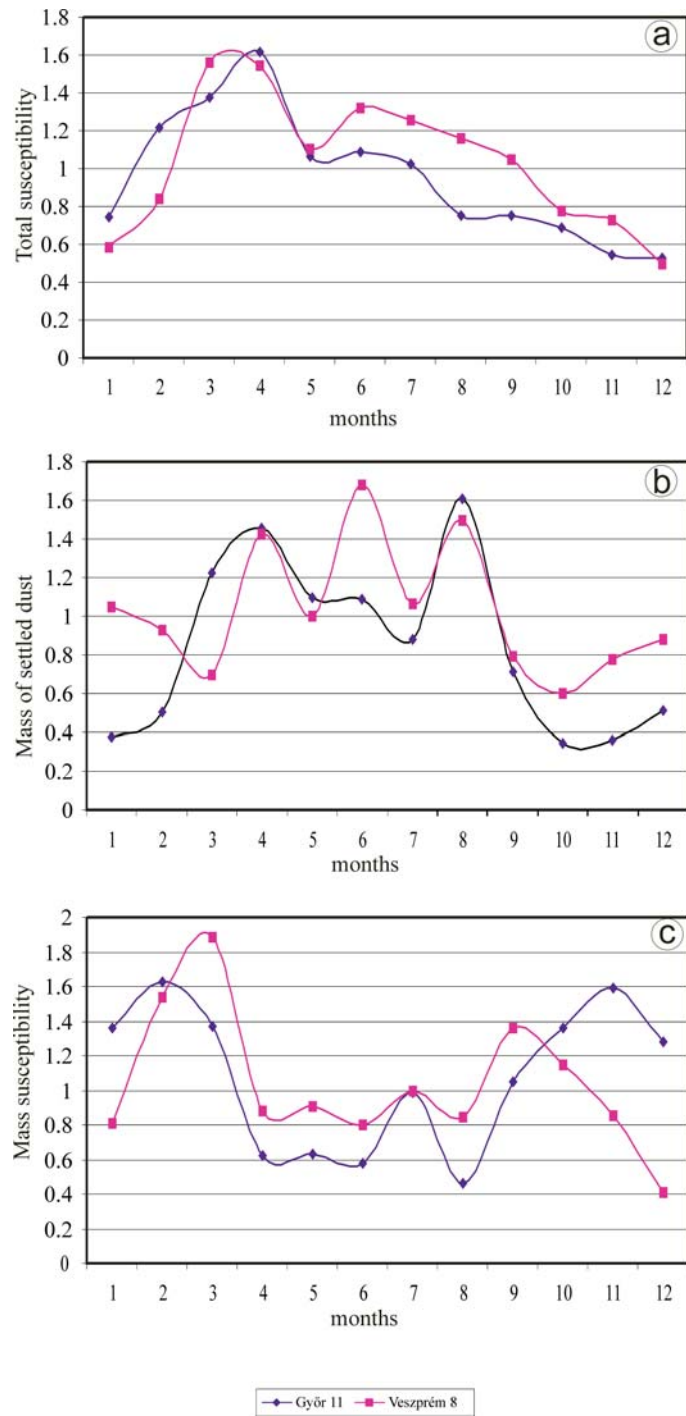 a
Total susceptibility
1.8
1.6
1.4
1.2
1
0.8
0.6
0.4
0.2
0
1 2 3 4 5 6 7 8 9 10 11 12
months
b
Mass of settled dust
1.8
1.6
1.4
1.2
1
0.8
0.6
0.4
0.2
0
1 2 3 4 5 6 7 8 9 10 11 12
months
c
Mass susceptibility
2
1.8
1.6
1.4
1.2
1
0.8
0.6
0.4
0.2
0
1 2 3 4 5 6 7 8 9 10 11 12
months
Győr 11 Veszprém 8